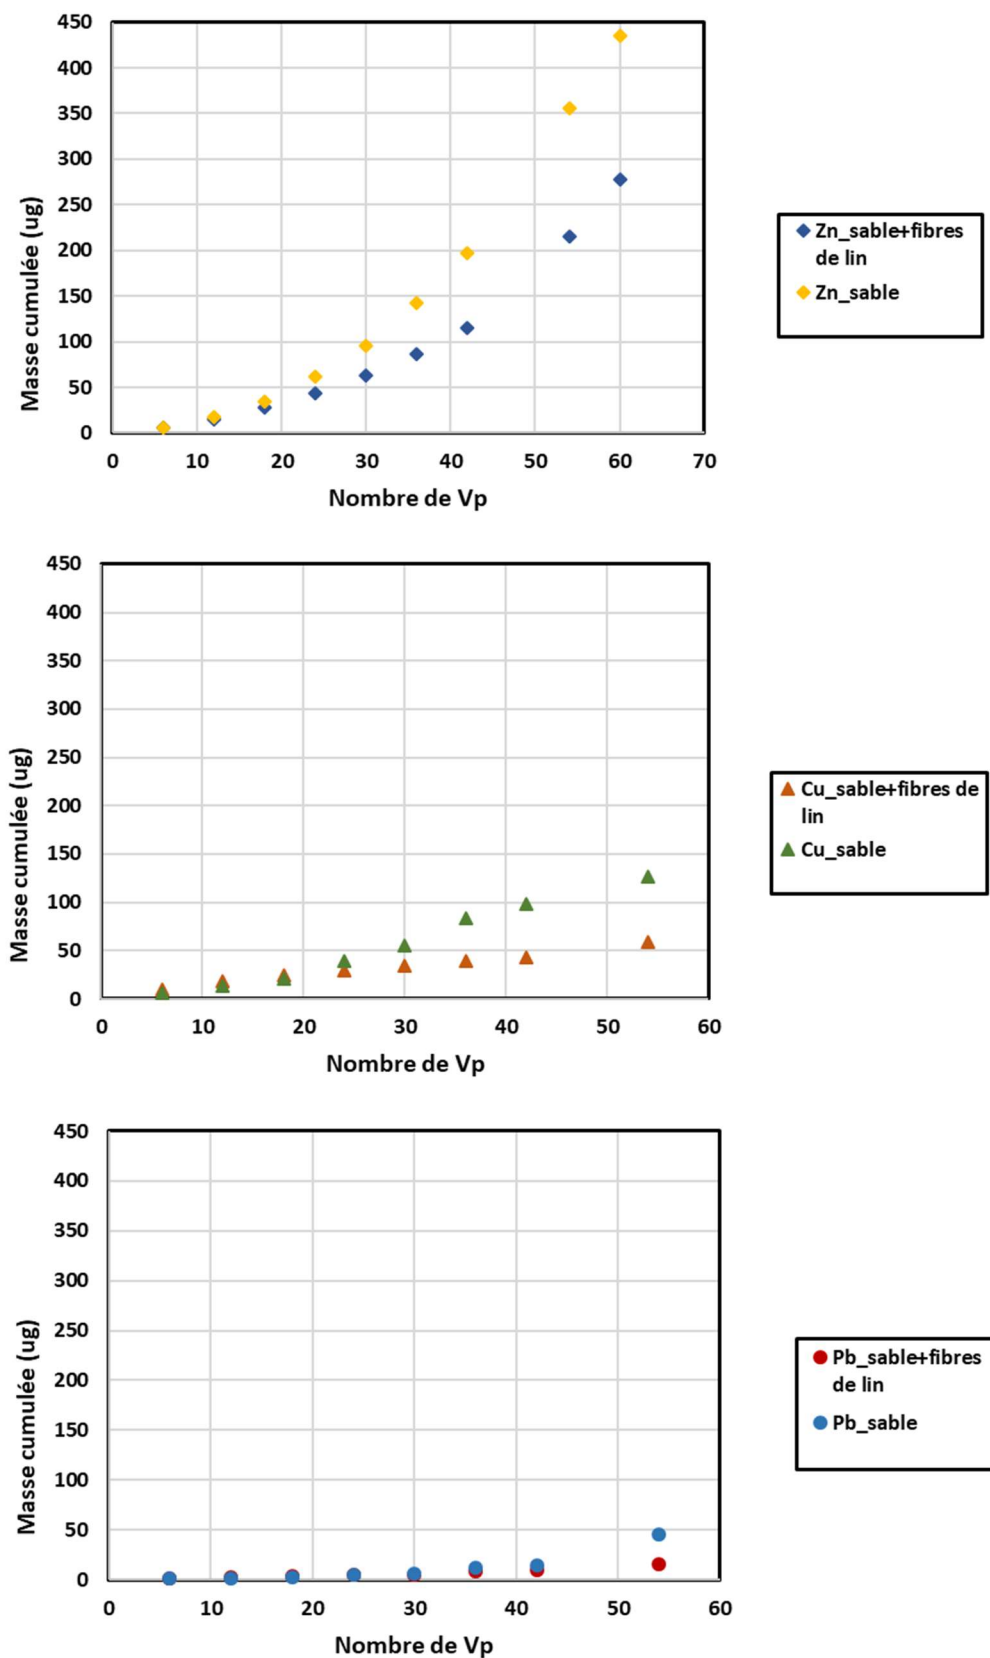 450
400
350
300
250
200
150
100
50
0
Masse cumulée (ug)
0 10 20 30 40 50 60 70
Nombre de Vp
Zn_sable+fibres
de lin
Zn_sable
450
400
350
300
250
200
150
100
50
0
Masse cumulée (ug)
0 10 20 30 40 50 60
Nombre de Vp
Cu_sable+fibres de
lin
Cu_sable
450
400
350
300
250
200
150
100
50
0
Masse cumulée (ug)
0 10 20 30 40 50 60
Nombre de Vp
Pb_sable+fibres
de lin
Pb_sable